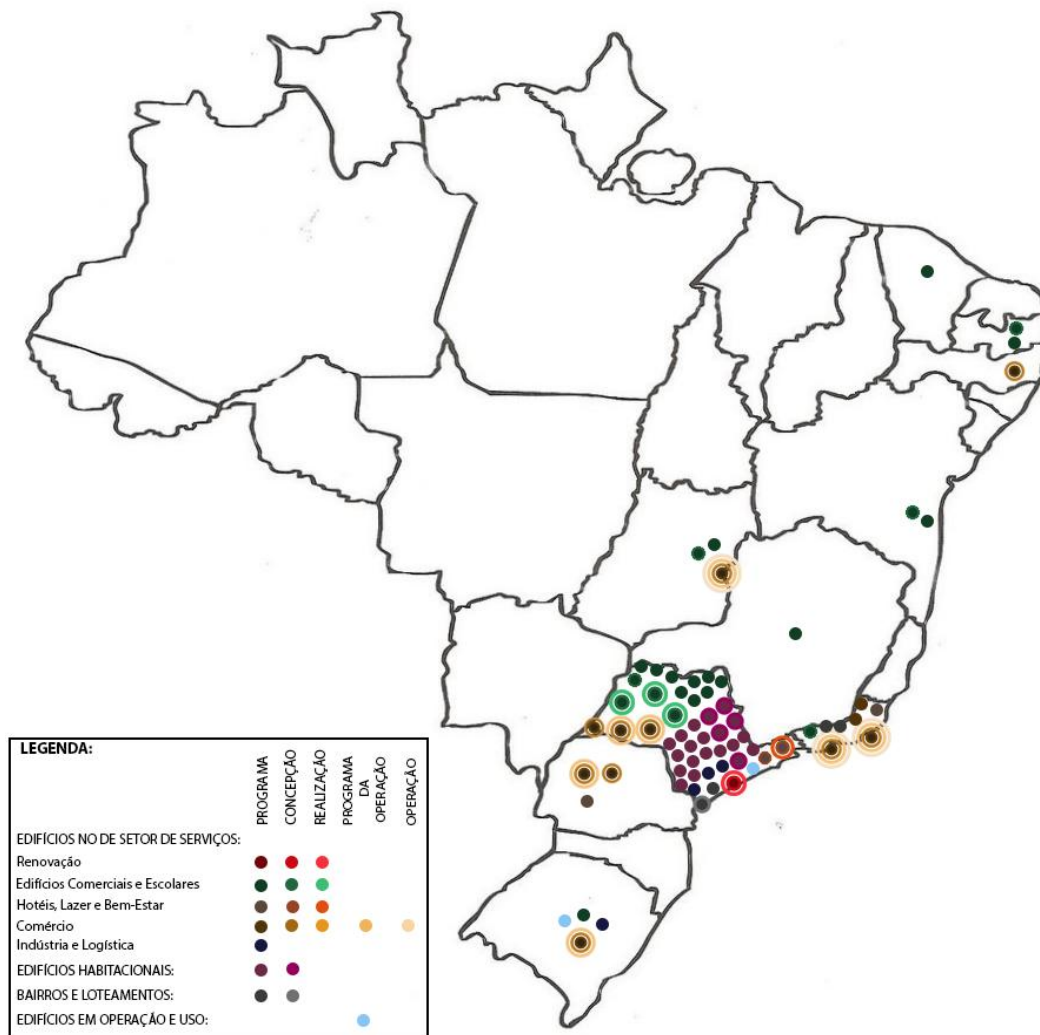 LEGENDA:
PROGRAMA
CONCEPÇÃO
REALIZAÇÃO
PROGRAMA
DA
OPERAÇÃO
OPERAÇÃO
EDIFÍCIOS NO DE SETOR DE SERVIÇOS:
Renovação
Edifícios Comerciais e Escolares
Hotéis, Lazer e Bem-Estar
Comércio
Indústria e Logística
EDIFÍCIOS HABITACIONAIS:
BAIRROS E LOTEAMENTOS:
EDIFÍCIOS EM OPERAÇÃO E USO: